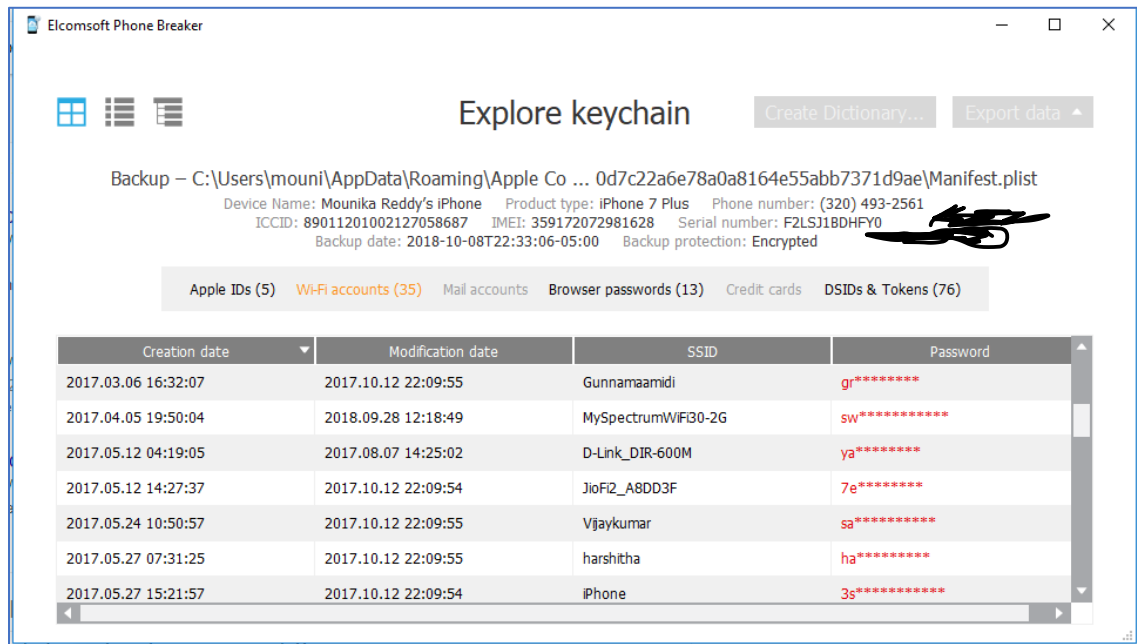 Elcomsoft Phone Breaker
Explore keychain
Create Dictionary...
Export data
Backup – C:\Users\mouni\AppData\Roaming\Apple Co ... 0d7c22a6e78a0a8164e55abb7371d9ae\Manifest.plist
Device Name: Mounika Reddy's iPhone Product type: iPhone 7 Plus Phone number: (320) 493-2561
ICCID: 89011201002127058687 IMEI: 359172072981628 Serial number: F2LSJ1BDHFY0
Backup date: 2018-10-08T22:33:06-05:00 Backup protection: Encrypted
Apple IDs (5) Wi-Fi accounts (35) Mail accounts Browser passwords (13) Credit cards DSIDs & Tokens (76)
Creation date Modification date SSID Password
2017.03.06 16:32:07 2017.10.12 22:09:55 Gunnamaamidi gr********
2017.04.05 19:50:04 2018.09.28 12:18:49 MySpectrumWiFi30-2G sw***********
2017.05.12 04:19:05 2017.08.07 14:25:02 D-Link_DIR-600M ya********
2017.05.12 14:27:37 2017.10.12 22:09:54 JioFi2_A8DD3F 7e********
2017.05.24 10:50:57 2017.10.12 22:09:55 Vijaykumar sa**********
2017.05.27 07:31:25 2017.10.12 22:09:55 harshitha ha*********
2017.05.27 15:21:57 2017.10.12 22:09:54 iPhone 3s***********